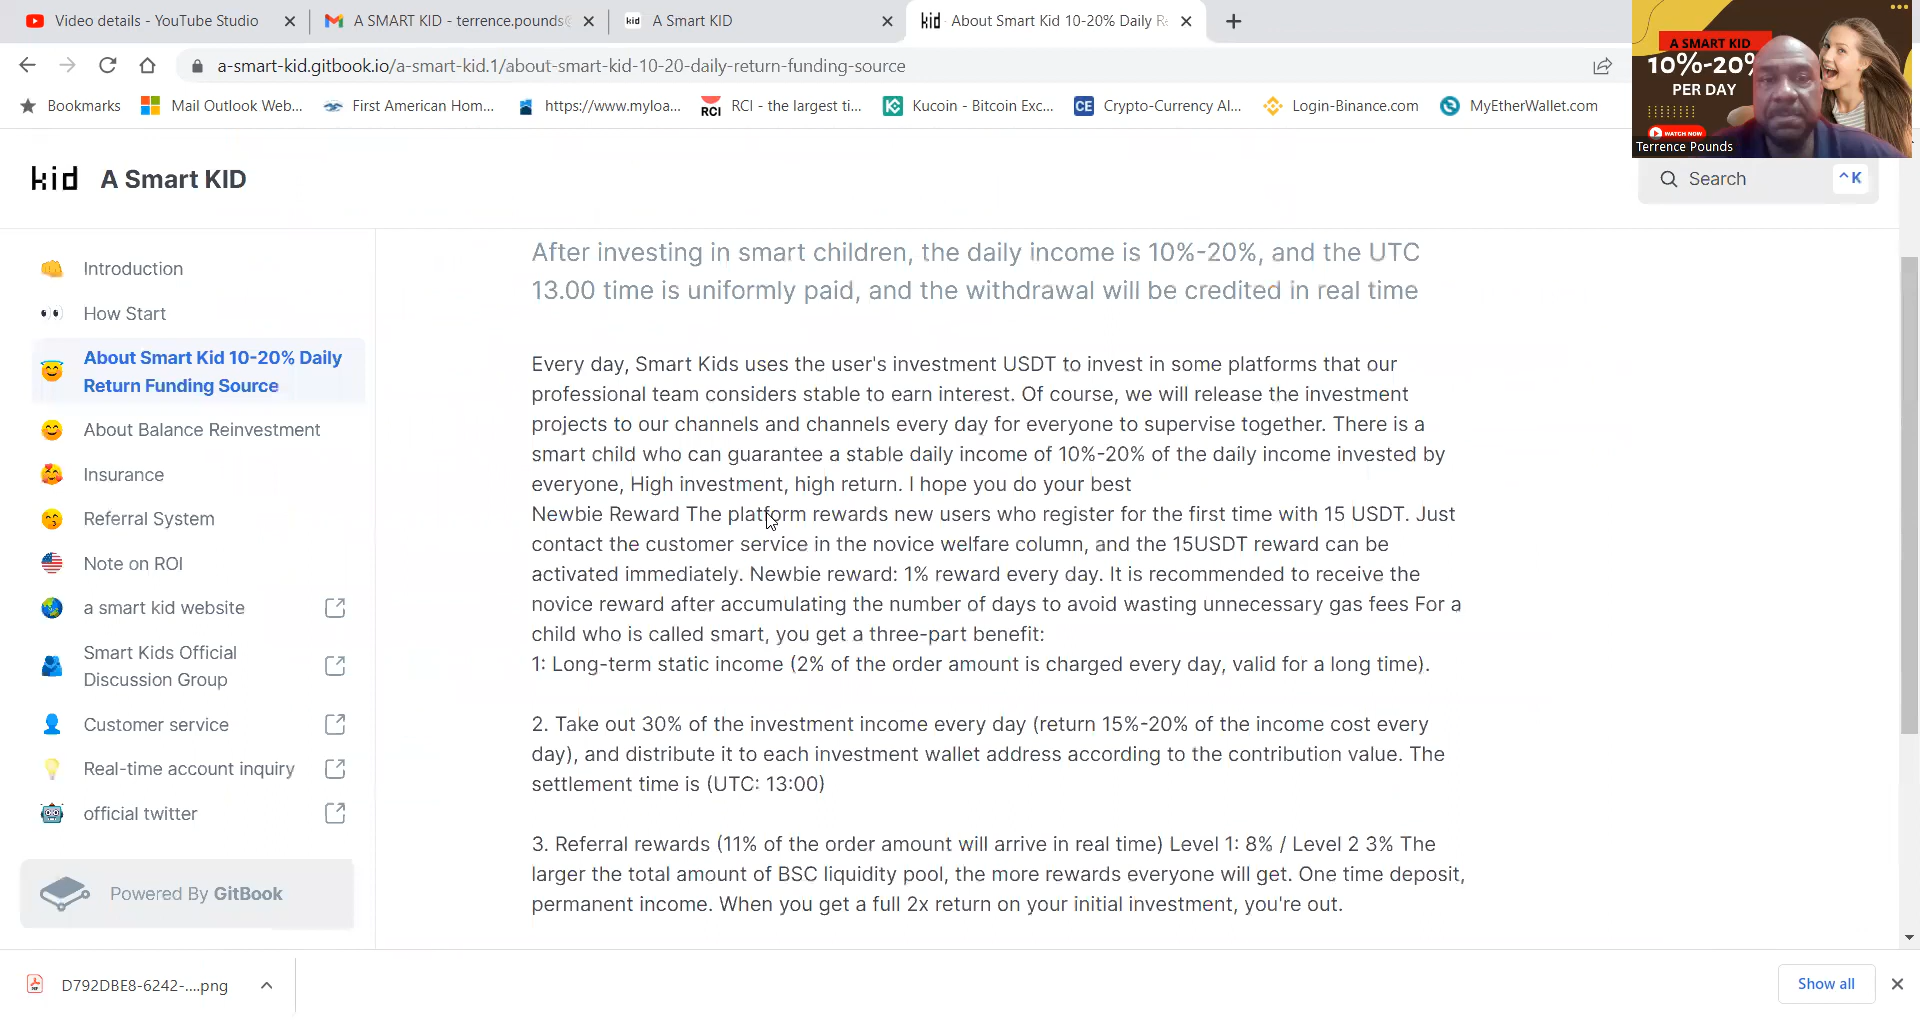 Video details - YouTube Studio
A SMART KID - terrence.pounds
kid A Smart KID
kid About Smart Kid 10-20% Daily R
a-smart-kid.gitbook.io/a-smart-kid.1/about-smart-kid-10-20-daily-return-funding-source
Bookmarks
Mail Outlook Web...
First American Hom...
https://www.myloa...
RCI RCI - the largest ti...
Kucoin - Bitcoin Exc...
CE Crypto-Currency AI...
Login-Binance.com
MyEtherWallet.com
A SMART KID
10%-20%
PER DAY
WATCH NOW
Terrence Pounds
kid A Smart KID
Search ^K
Introduction
How Start
About Smart Kid 10-20% Daily
Return Funding Source
About Balance Reinvestment
Insurance
Referral System
Note on ROI
a smart kid website
Smart Kids Official
Discussion Group
Customer service
Real-time account inquiry
official twitter
Powered By GitBook
After investing in smart children, the daily income is 10%-20%, and the UTC
13.00 time is uniformly paid, and the withdrawal will be credited in real time
Every day, Smart Kids uses the user's investment USDT to invest in some platforms that our
professional team considers stable to earn interest. Of course, we will release the investment
projects to our channels and channels every day for everyone to supervise together. There is a
smart child who can guarantee a stable daily income of 10%-20% of the daily income invested by
everyone, High investment, high return. I hope you do your best
Newbie Reward The platform rewards new users who register for the first time with 15 USDT. Just
contact the customer service in the novice welfare column, and the 15USDT reward can be
activated immediately. Newbie reward: 1% reward every day. It is recommended to receive the
novice reward after accumulating the number of days to avoid wasting unnecessary gas fees For a
child who is called smart, you get a three-part benefit:
1: Long-term static income (2% of the order amount is charged every day, valid for a long time).
2. Take out 30% of the investment income every day (return 15%-20% of the income cost every
day), and distribute it to each investment wallet address according to the contribution value. The
settlement time is (UTC: 13:00)
3. Referral rewards (11% of the order amount will arrive in real time) Level 1: 8% / Level 2 3% The
larger the total amount of BSC liquidity pool, the more rewards everyone will get. One time deposit,
permanent income. When you get a full 2x return on your initial investment, you're out.
D792DBE8-6242-....png
Show all